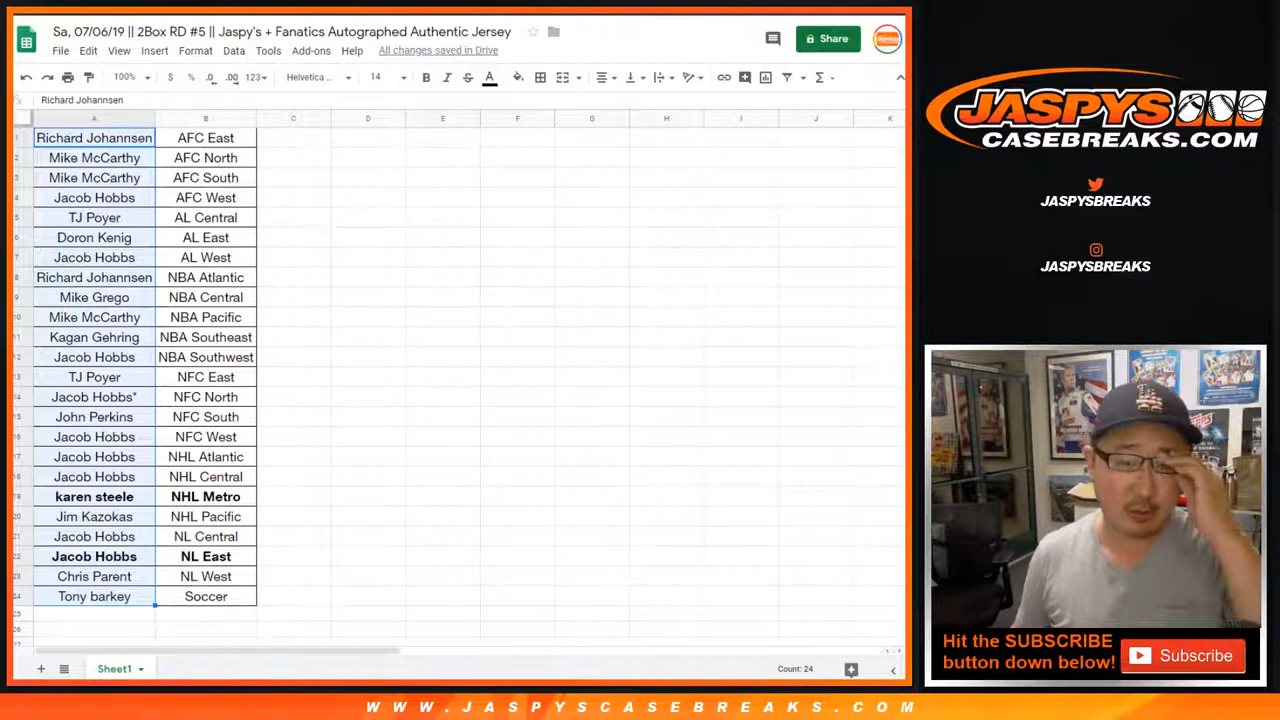 Sa, 07/06/19 || 2Box RD #5 || Jaspy's + Fanatics Autographed Authentic Jersey
File Edit View Insert Format Data Tools Add-ons Help All changes saved in Drive
Share
100% $ % .0 .00 123 Helvetica ... 14 B I S A
fx Richard Johannsen
A B C D E F G H I J K
1 Richard Johannsen AFC East
2 Mike McCarthy AFC North
3 Mike McCarthy AFC South
4 Jacob Hobbs AFC West
5 TJ Poyer AL Central
6 Doron Kenig AL East
7 Jacob Hobbs AL West
8 Richard Johannsen NBA Atlantic
9 Mike Grego NBA Central
10 Mike McCarthy NBA Pacific
11 Kagan Gehring NBA Southeast
12 Jacob Hobbs NBA Southwest
13 TJ Poyer NFC East
14 Jacob Hobbs* NFC North
15 John Perkins NFC South
16 Jacob Hobbs NFC West
17 Jacob Hobbs NHL Atlantic
18 Jacob Hobbs NHL Central
19 karen steele NHL Metro
20 Jim Kazokas NHL Pacific
21 Jacob Hobbs NL Central
22 Jacob Hobbs NL East
23 Chris Parent NL West
24 Tony barkey Soccer
25
26
27
Sheet1
Count: 24
JASPYS
CASEBREAKS.COM
JASPYSBREAKS
JASPYSBREAKS
Hit the SUBSCRIBE
button down below!
Subscribe
WWW.JASPYSCASEBREAKS.COM